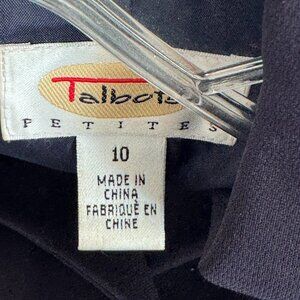 Talbots
PETITES
10
MADE IN
CHINA
FABRIQUÉ EN
CHINE